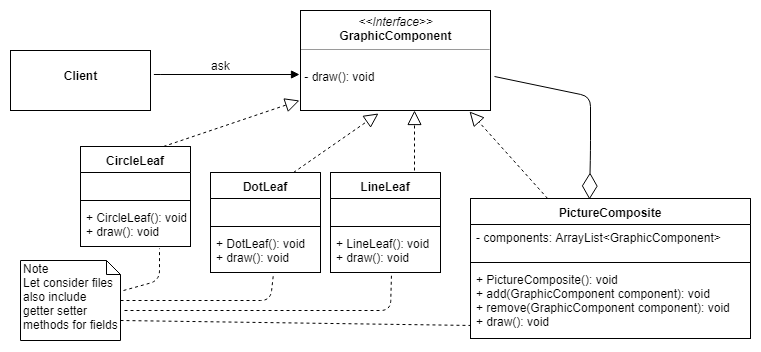 <<Interface>>
GraphicComponent
- draw(): void
Client
ask
CircleLeaf
+ CircleLeaf(): void
+ draw(): void
DotLeaf
+ DotLeaf(): void
+ draw(): void
LineLeaf
+ LineLeaf(): void
+ draw(): void
PictureComposite
- components: ArrayList<GraphicComponent>
+ PictureComposite(): void
+ add(GraphicComponent component): void
+ remove(GraphicComponent component): void
+ draw(): void
Note
Let consider files
also include
getter setter
methods for fields